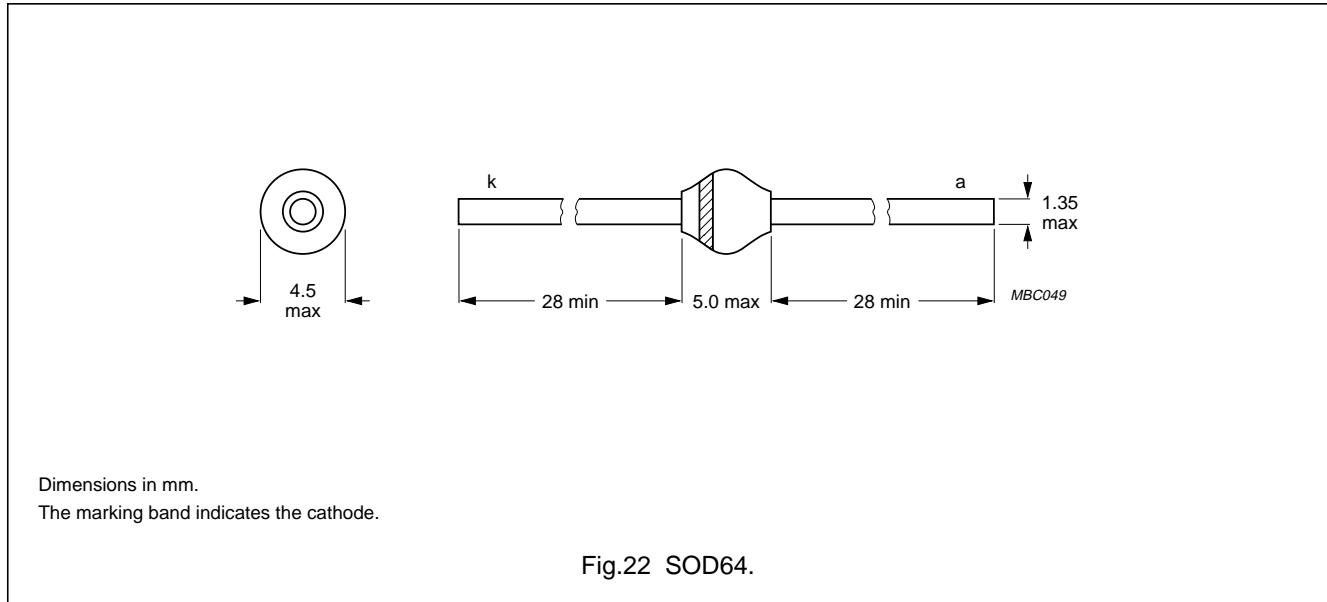 k
a
1.35
max
4.5
max
28 min
5.0 max
28 min
MBC049
Dimensions in mm.
The marking band indicates the cathode.
Fig.22 SOD64.